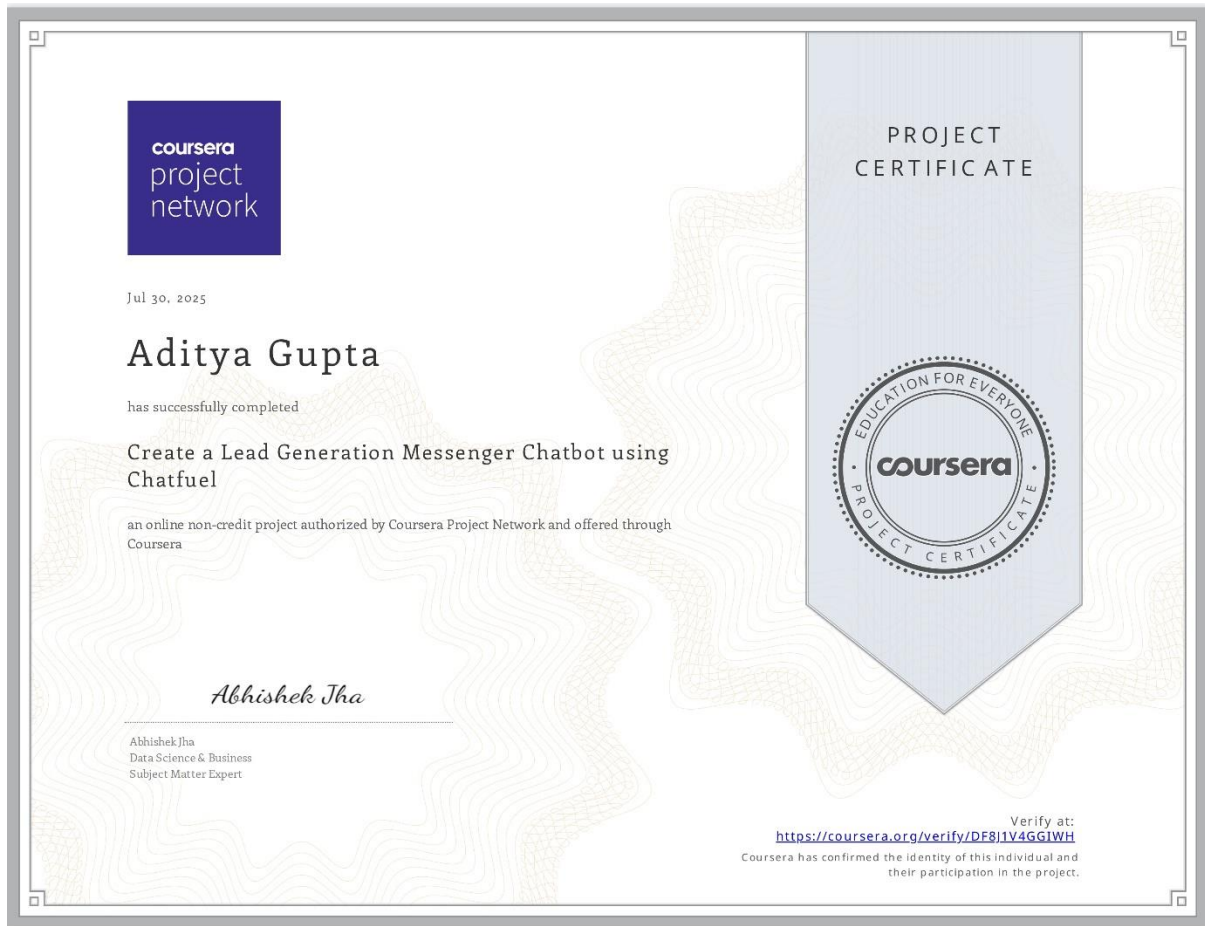 coursera
project
network
PROJECT
CERTIFICATE
Jul 30, 2025
Aditya Gupta
has successfully completed
Create a Lead Generation Messenger Chatbot using
Chatfuel
an online non-credit project authorized by Coursera Project Network and offered through
Coursera
EDUCATION FOR EVERYONE
coursera
PROJECT CERTIFICATE
Abhishek Jha
Abhishek Jha
Data Science & Business
Subject Matter Expert
Verify at:
https://coursera.org/verify/DF8J1V4GGIWH
Coursera has confirmed the identity of this individual and
their participation in the project.